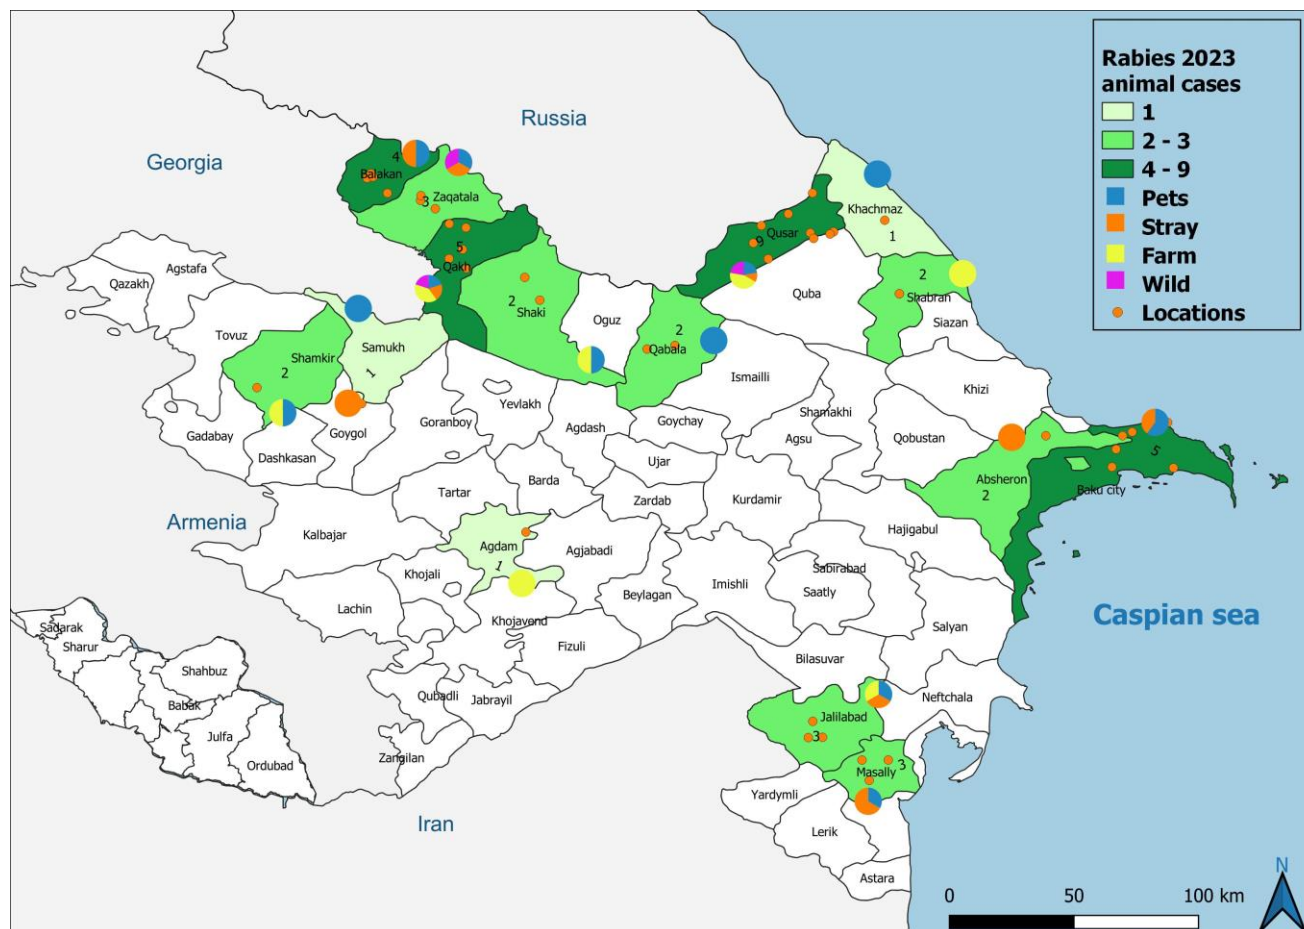 Rabies 2023
animal cases
1
2 - 3
4 - 9
Pets
Stray
Farm
Wild
Locations
Russia
Georgia
4
Balakan
Zaqatala
3
5
Qakh
Khachmaz
1
Qusar
9
Agstafa
Qazakh
Tovuz
2
Shaki
Oguz
2
Qabala
Quba
2
Shabran
Siazan
Shamkir
2
Samukh
1
Ismailli
Khizi
Gadabay
Goygol
Dashkasan
Goranboy
Yevlakh
Agdash
Goychay
Shamakhi
Agsu
Qobustan
Ujar
Absheron
2
5
Baku city
Tartar
Barda
Zardab
Kurdamir
Hajigabul
Armenia
Kalbajar
Agdam
1
Agjabadi
Khojali
Lachin
Khojavend
Beylagan
Imishli
Sabirabad
Saatly
Caspian sea
Salyan
Fizuli
Bilasuvar
Neftchala
Sadarak
Sharur
Shahbuz
Babak
Julfa
Ordubad
Qubadli
Jabrayil
Zangilan
Jalilabad
3
Masally
3
Yardymli
Lerik
Astara
Iran
N
0
50
100 km